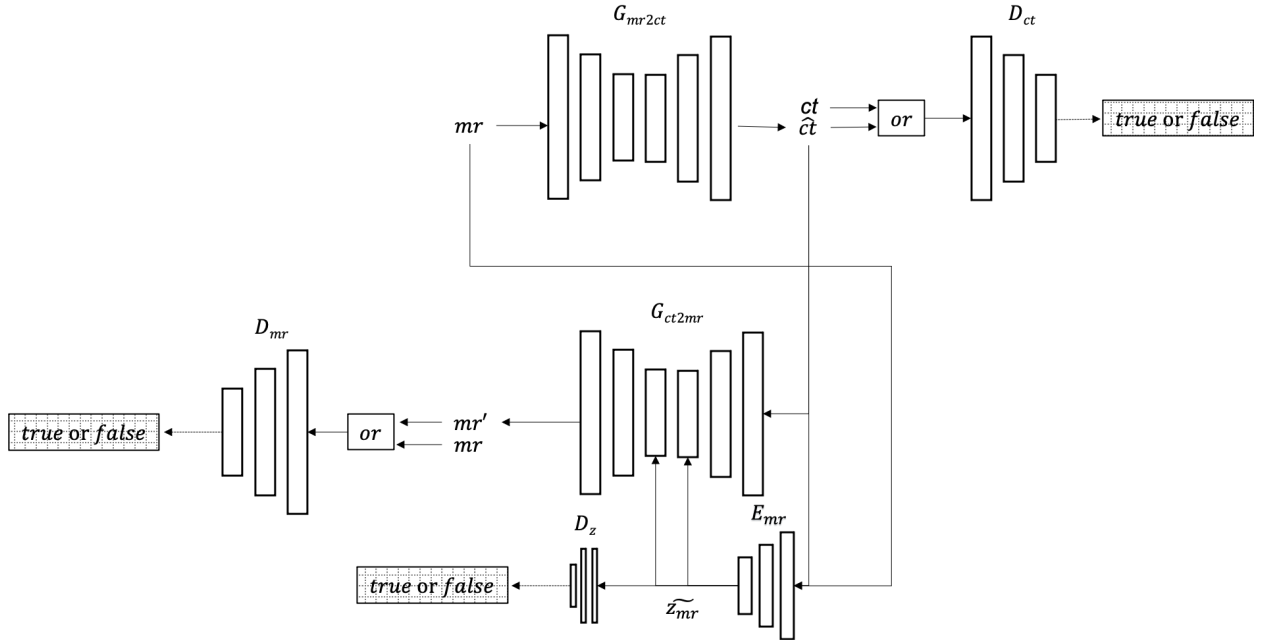 G_{mr2ct}
D_{ct}
mr
ct
\hat{ct}
or
true or false
G_{ct2mr}
D_{mr}
true or false
or
mr′
mr
D_z
E_{mr}
true or false
\widetilde{z_{mr}}